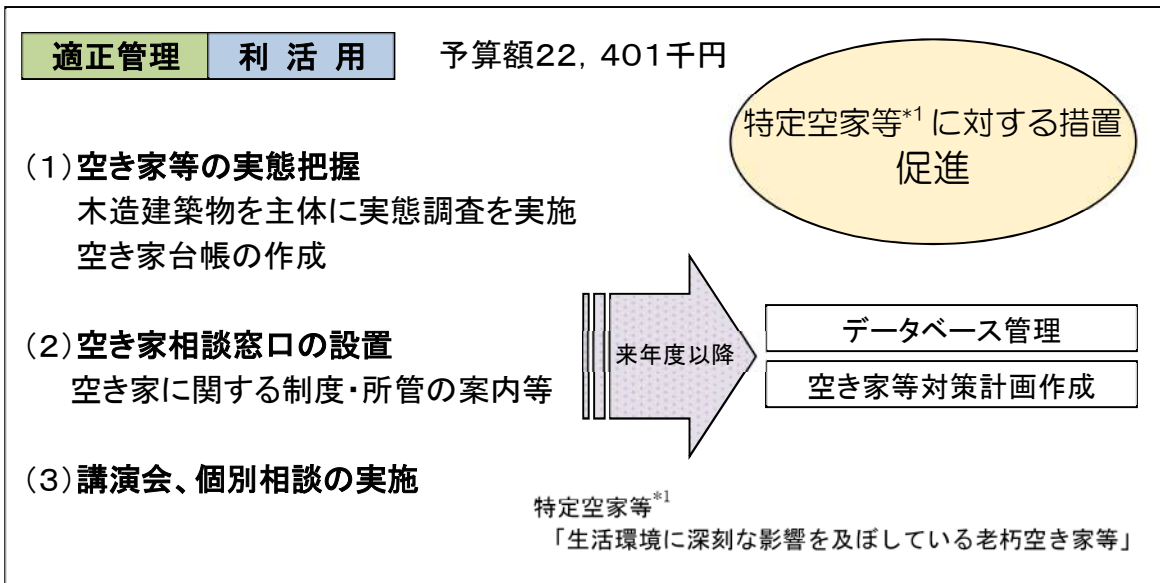 適正管理 利 活 用 予算額22，401千円
特定空家等*1に対する措置
促進
(1)空き家等の実態把握
木造建築物を主体に実態調査を実施
空き家台帳の作成
(2)空き家相談窓口の設置
空き家に関する制度・所管の案内等
(3)講演会、個別相談の実施
来年度以降
データベース管理
空き家等対策計画作成
特定空家等*1
「生活環境に深刻な影響を及ぼしている老朽空き家等」